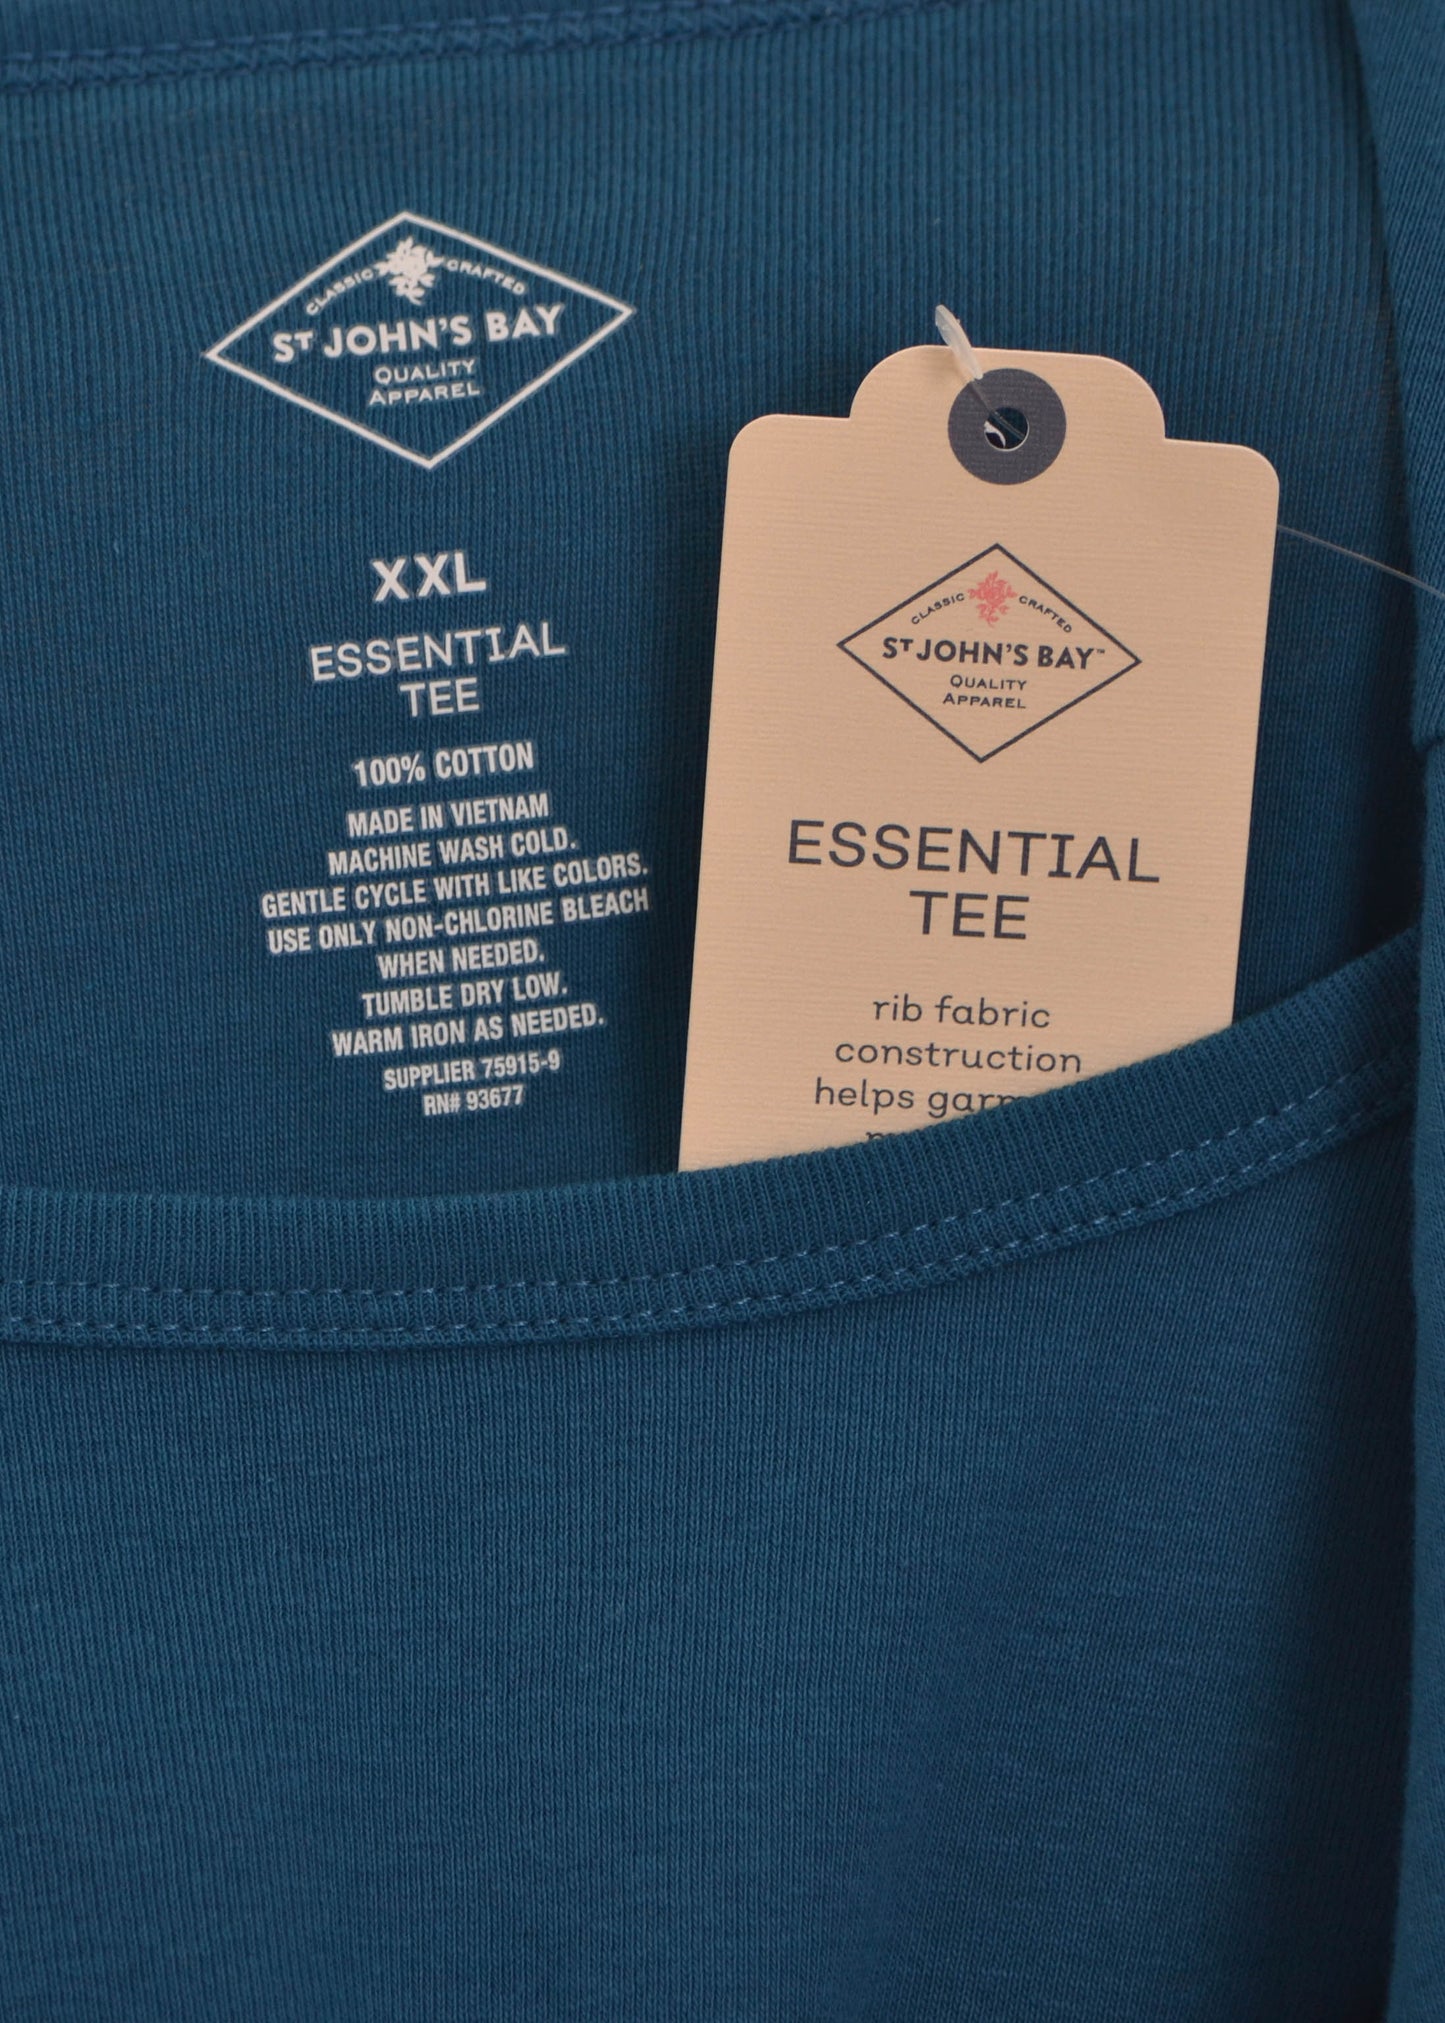 CLASSIC CRAFTED
ST JOHN'S BAY
QUALITY
APPAREL
XXL
ESSENTIAL
TEE
100% COTTON
MADE IN VIETNAM
MACHINE WASH COLD.
GENTLE CYCLE WITH LIKE COLORS.
USE ONLY NON-CHLORINE BLEACH
WHEN NEEDED.
TUMBLE DRY LOW.
WARM IRON AS NEEDED.
SUPPLIER 75915-9
RN# 93677
CLASSIC CRAFTED
ST JOHN'S BAY™
QUALITY
APPAREL
ESSENTIAL
TEE
rib fabric
construction
helps